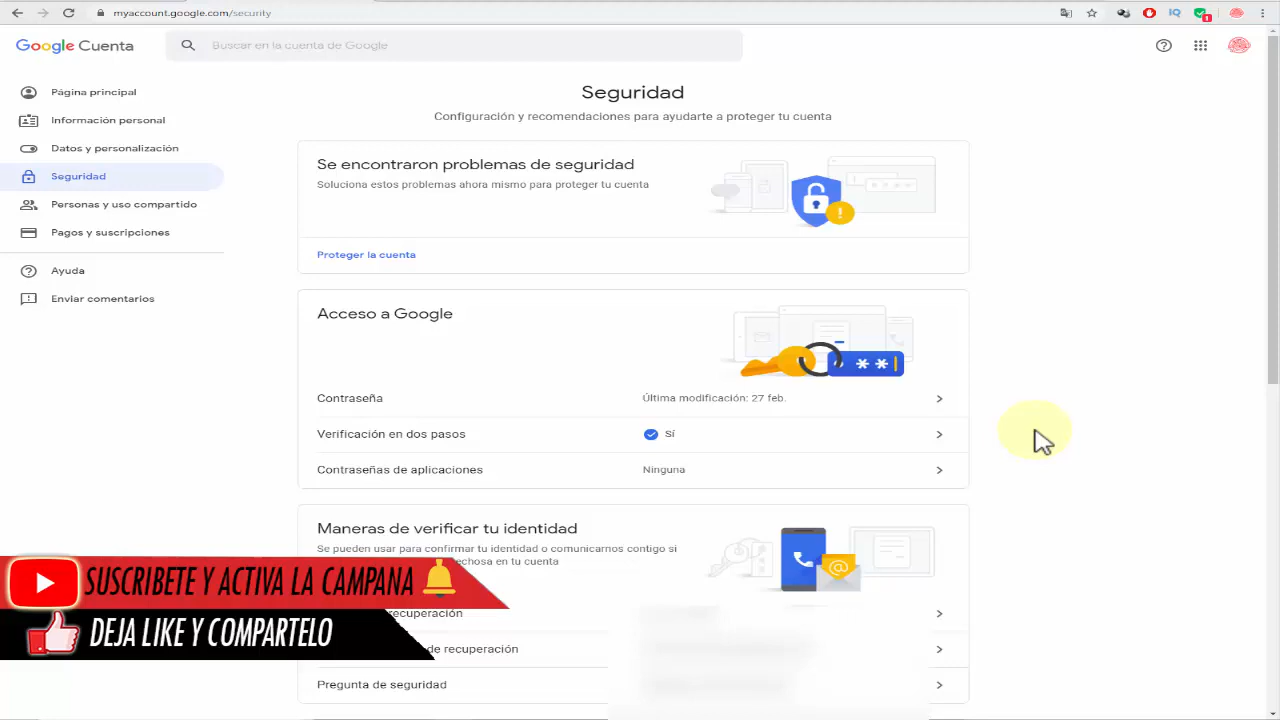 myaccount.google.com/security
1
Google Cuenta
Buscar en la cuenta de Google
Página principal
Información personal
Datos y personalización
Seguridad
Personas y uso compartido
Pagos y suscripciones
Ayuda
Enviar comentarios
Seguridad
Configuración y recomendaciones para ayudarte a proteger tu cuenta
Se encontraron problemas de seguridad
Soluciona estos problemas ahora mismo para proteger tu cuenta
Proteger la cuenta
Acceso a Google
Contraseña
Última modificación: 27 feb.
Verificación en dos pasos
Sí
Contraseñas de aplicaciones
Ninguna
Maneras de verificar tu identidad
Se pueden usar para confirmar tu identidad o comunicarnos contigo si
en tu cuenta
recuperación
de recuperación
Pregunta de seguridad
SUSCRIBETE Y ACTIVA LA CAMPANA
DEJA LIKE Y COMPARTELO